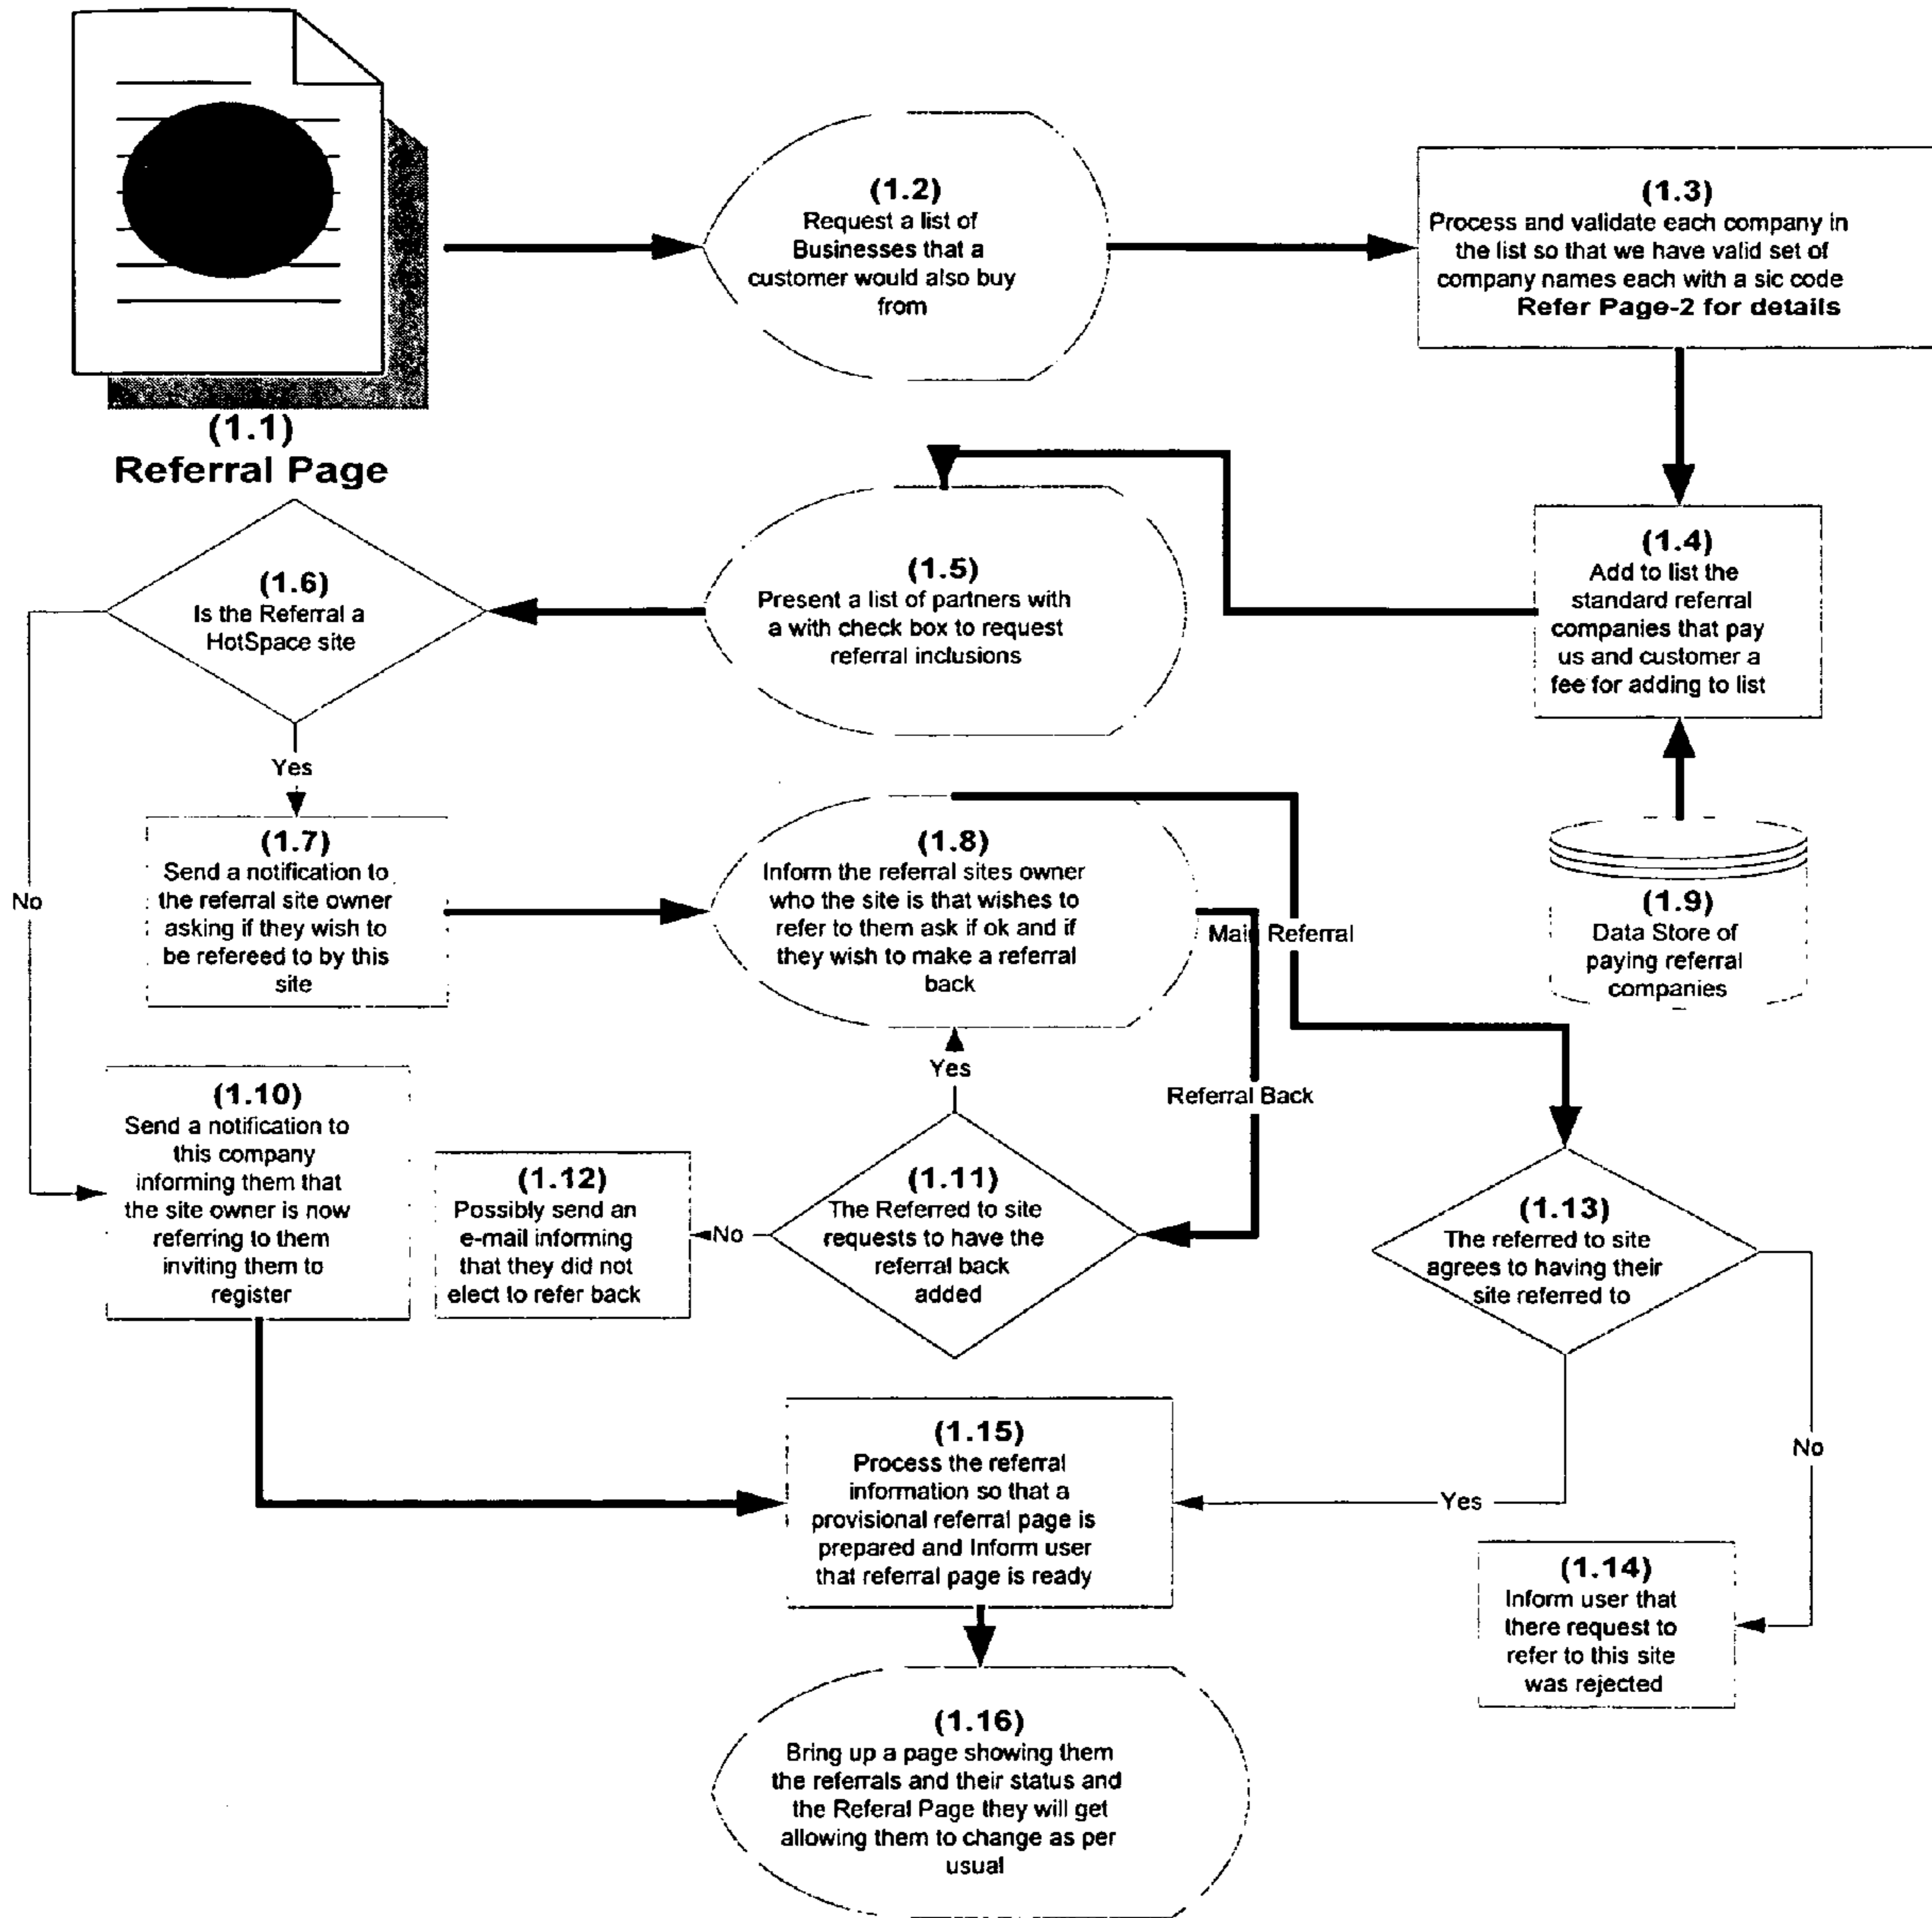 (1.1)
Referral Page
(1.2)
Request a list of
Businesses that a
customer would also buy
from
(1.3)
Process and validate each company in
the list so that we have valid set of
company names each with a sic code
Refer Page-2 for details
(1.4)
Add to list the
standard referral
companies that pay
us and customer a
fee for adding to list
(1.5)
Present a list of partners with
a with check box to request
referral inclusions
(1.6)
Is the Referral a
HotSpace site
Yes
No
(1.7)
Send a notification to
the referral site owner
asking if they wish to
be refereed to by this
site
(1.8)
Inform the referral sites owner
who the site is that wishes to
refer to them ask if ok and if
they wish to make a referral
back
Main Referral
Referral Back
(1.9)
Data Store of
paying referral
companies
(1.10)
Send a notification to
this company
informing them that
the site owner is now
referring to them
inviting them to
register
Yes
(1.11)
The Referred to site
requests to have the
referral back
added
No
(1.12)
Possibly send an
e-mail informing
that they did not
elect to refer back
(1.13)
The referred to site
agrees to having their
site referred to
Yes
No
(1.14)
Inform user that
there request to
refer to this site
was rejected
(1.15)
Process the referral
information so that a
provisional referral page is
prepared and Inform user
that referral page is ready
(1.16)
Bring up a page showing them
the referrals and their status and
the Referal Page they will get
allowing them to change as per
usual